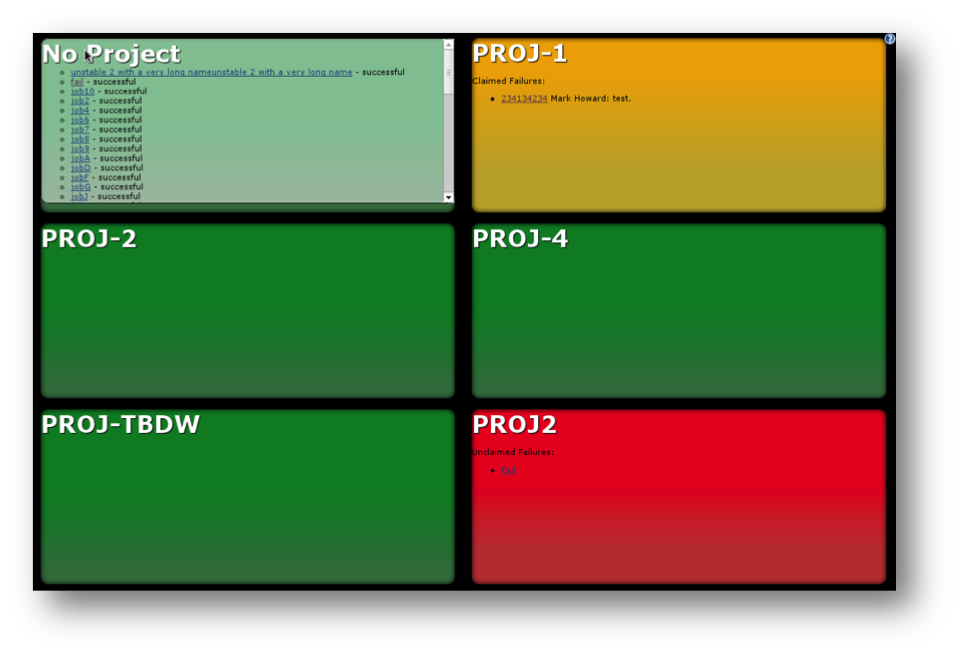 No Project
unstable 2 with a very long nameunstable 2 with a very long name - successful
fail - successful
job10 - successful
job2 - successful
job4 - successful
job6 - successful
job7 - successful
job8 - successful
job9 - successful
jobA - successful
jobD - successful
jobF - successful
jobG - successful
jobJ - successful
PROJ-1
?
Claimed Failures:
234134234 Mark Howard: test.
PROJ-2
PROJ-4
PROJ-TBDW
PROJ2
Unclaimed Failures:
fail